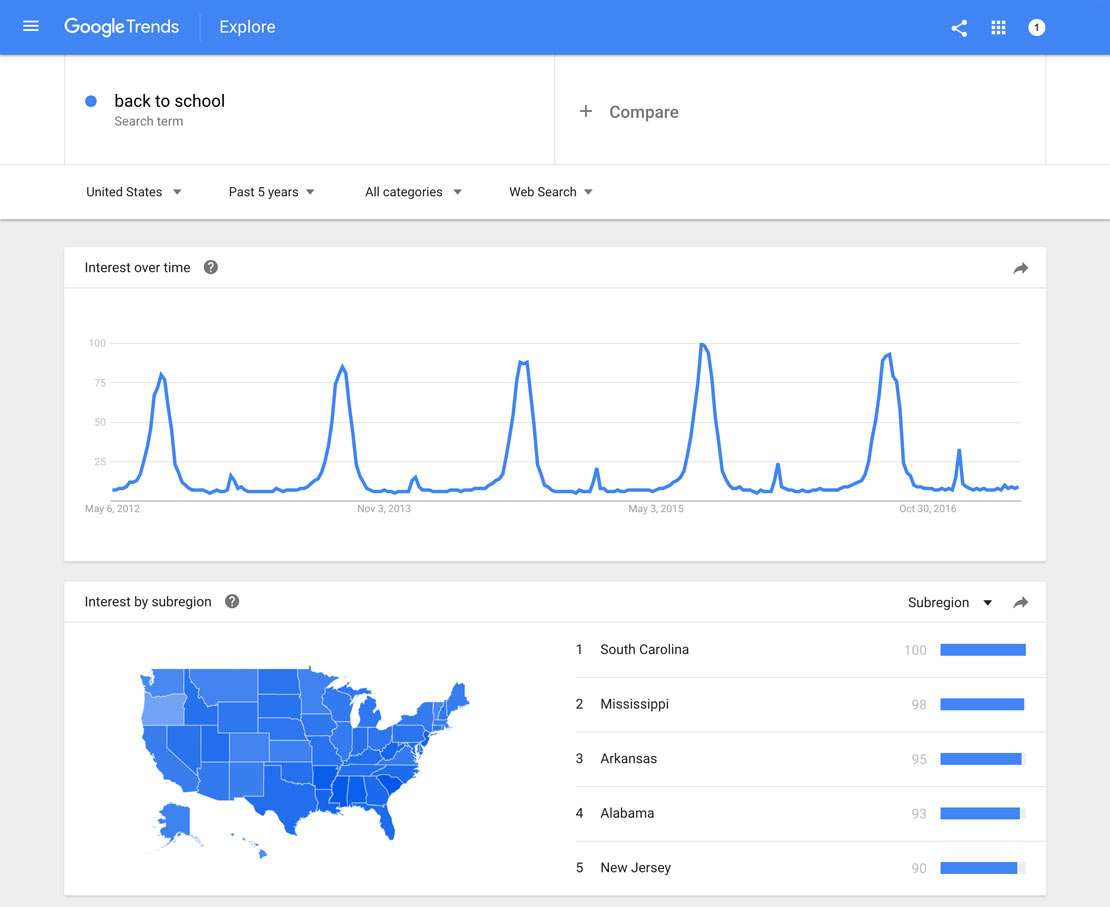 Google Trends Explore 1
back to school
Search term
+ Compare
United States Past 5 years All categories Web Search
Interest over time ?
100
75
50
25
May 6, 2012 Nov 3, 2013 May 3, 2015 Oct 30, 2016
Interest by subregion ? Subregion
1 South Carolina 100
2 Mississippi 98
3 Arkansas 95
4 Alabama 93
5 New Jersey 90